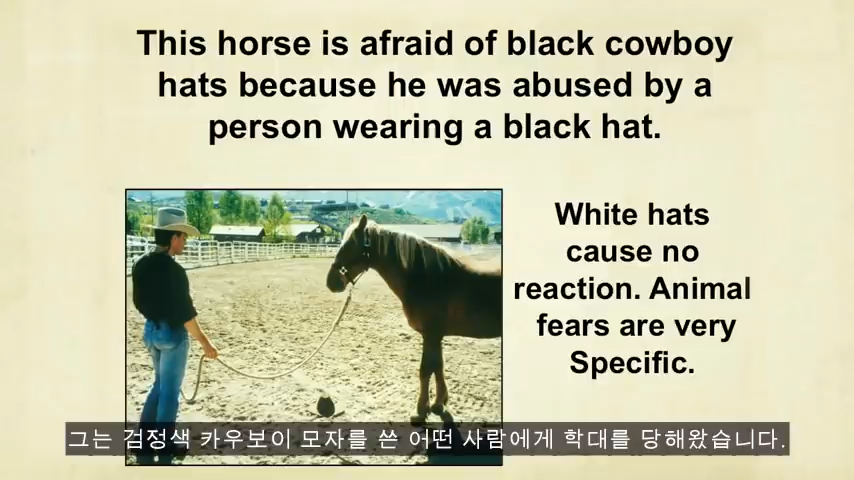 This horse is afraid of black cowboy
hats because he was abused by a
person wearing a black hat.
White hats
cause no
reaction. Animal
fears are very
Specific.
그는 검정색 카우보이 모자를 쓴 어떤 사람에게 학대를 당해왔습니다.